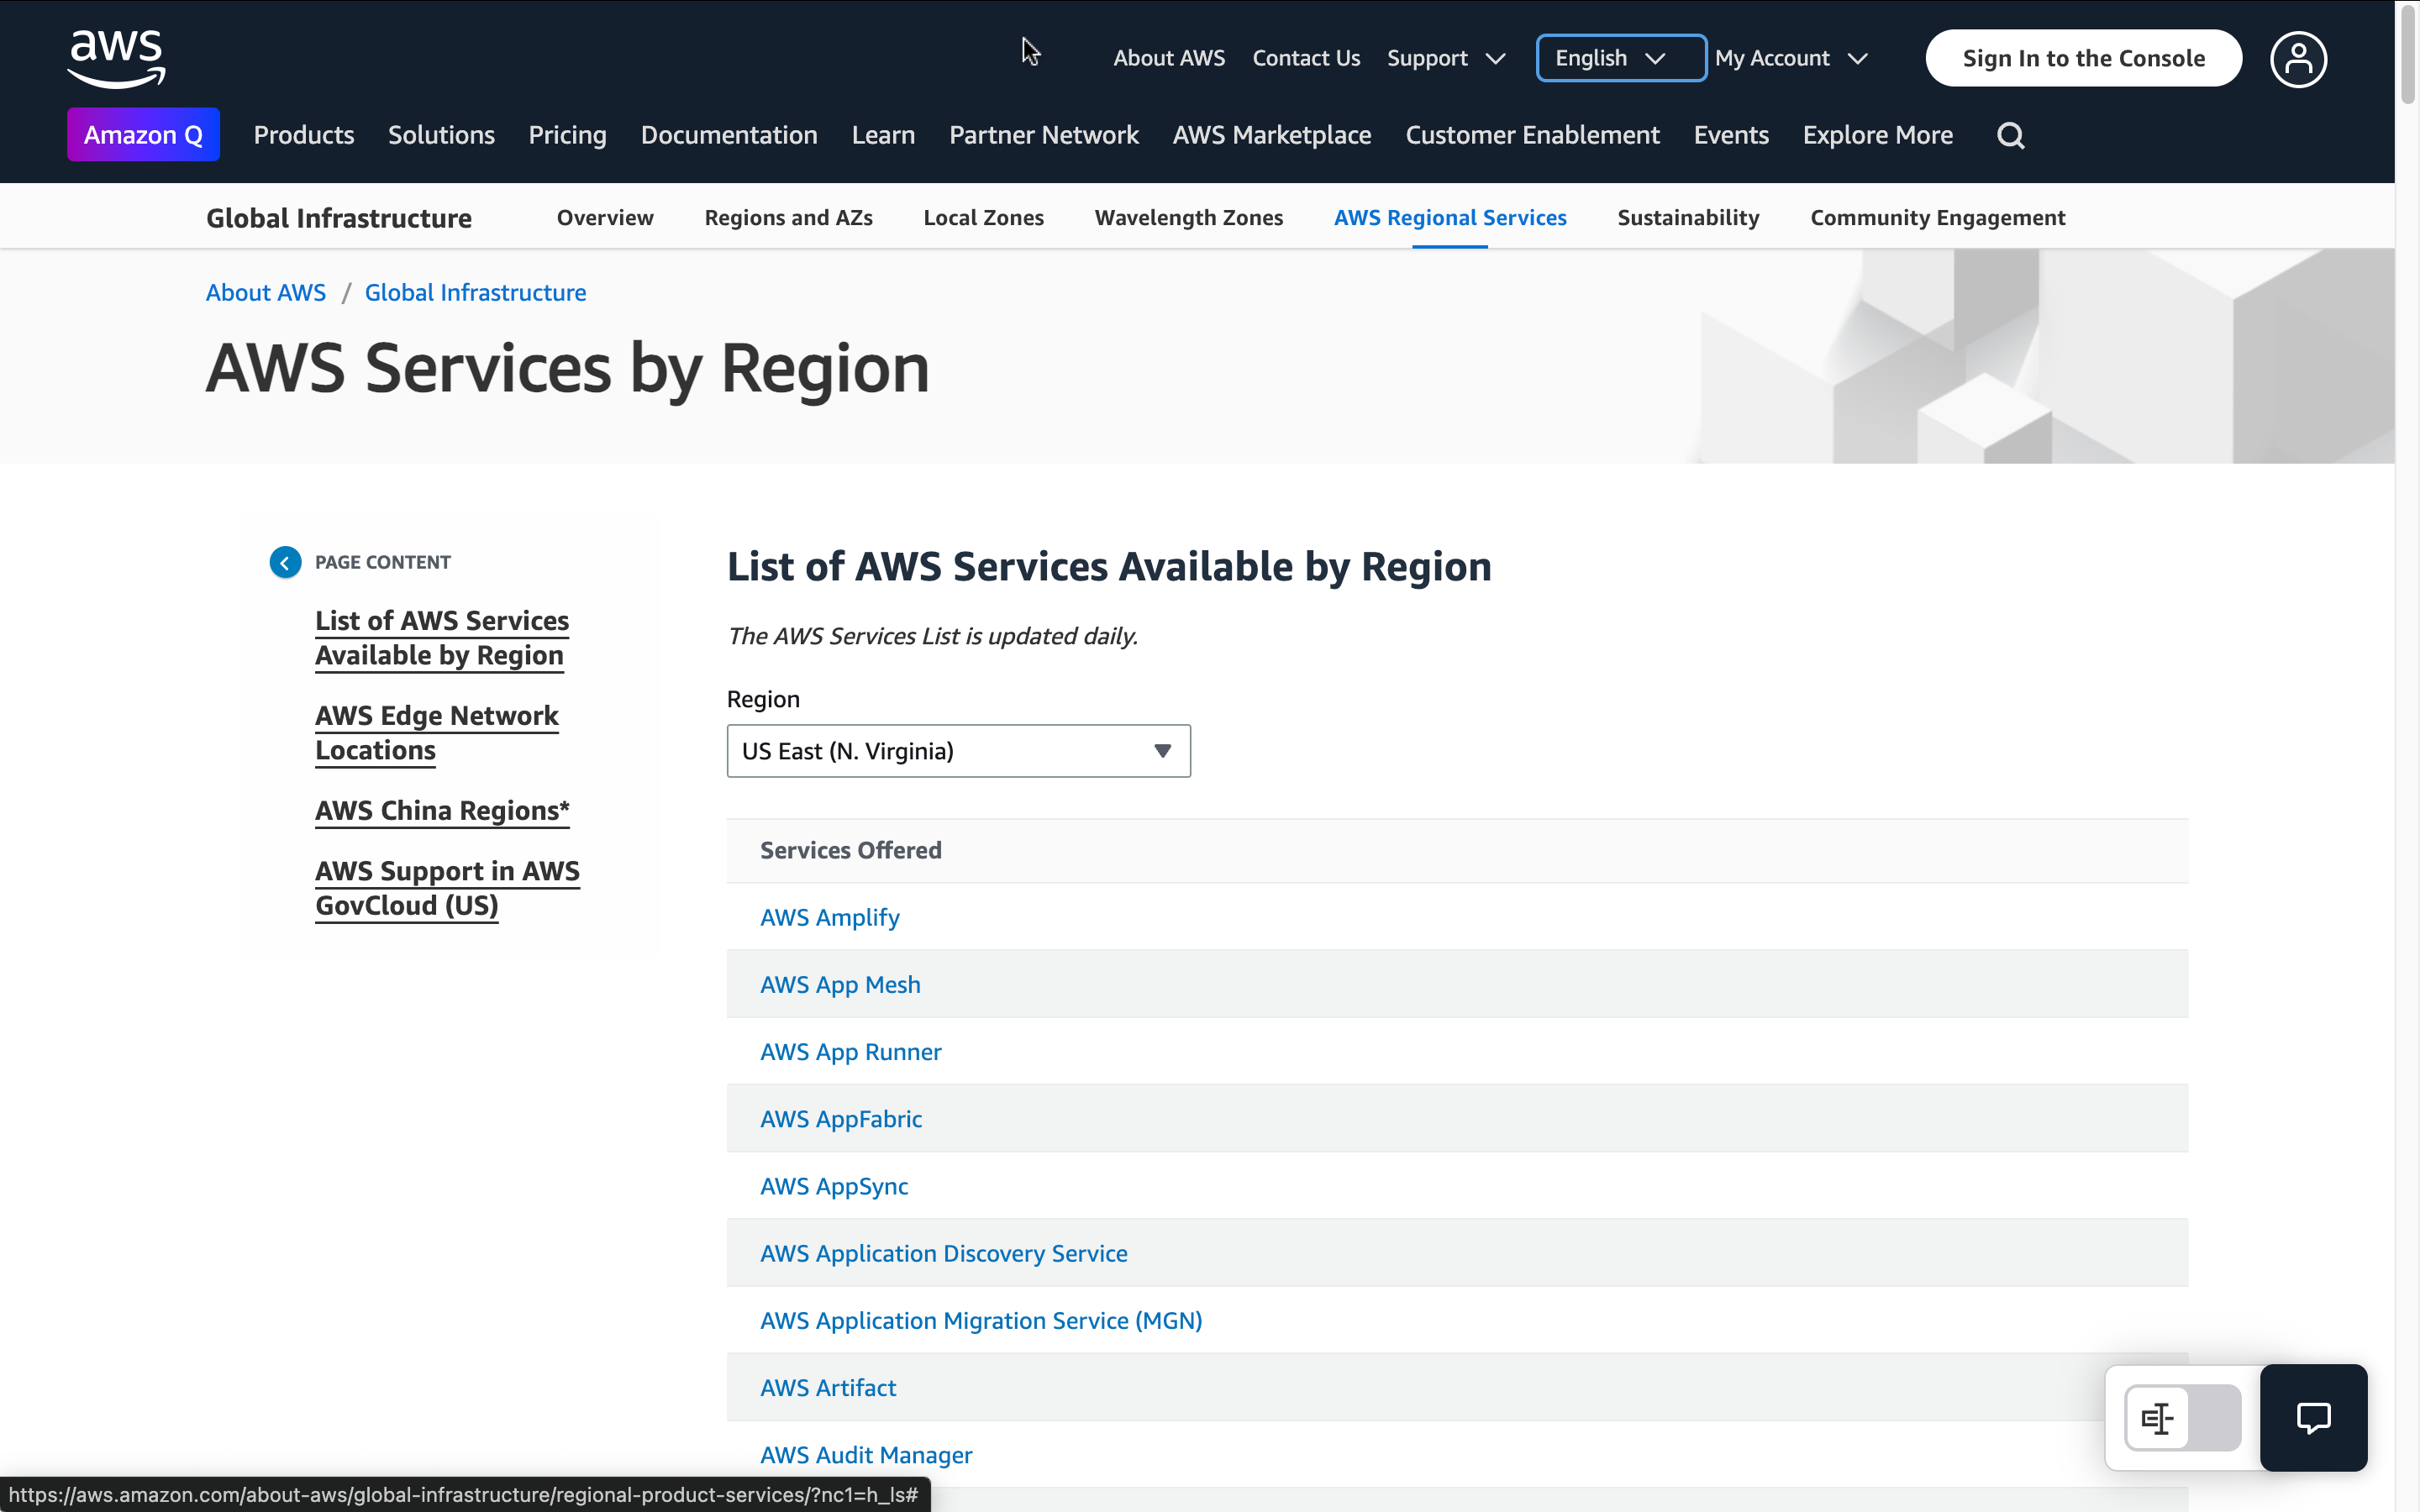 aws
About AWS Contact Us Support English My Account Sign In to the Console
Amazon Q Products Solutions Pricing Documentation Learn Partner Network AWS Marketplace Customer Enablement Events Explore More
Global Infrastructure Overview Regions and AZs Local Zones Wavelength Zones AWS Regional Services Sustainability Community Engagement
About AWS / Global Infrastructure
AWS Services by Region
PAGE CONTENT
List of AWS Services
Available by Region
AWS Edge Network
Locations
AWS China Regions*
AWS Support in AWS
GovCloud (US)
List of AWS Services Available by Region
The AWS Services List is updated daily.
Region
US East (N. Virginia)
Services Offered
AWS Amplify
AWS App Mesh
AWS App Runner
AWS AppFabric
AWS AppSync
AWS Application Discovery Service
AWS Application Migration Service (MGN)
AWS Artifact
AWS Audit Manager
https://aws.amazon.com/about-aws/global-infrastructure/regional-product-services/?nc1=h_ls#